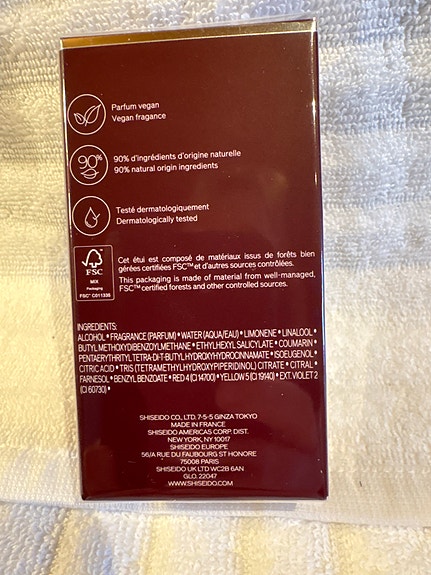 Parfum vegan
Vegan fragance
90%
90% d'ingrédients d'origine naturelle
90% natural origin ingredients
Testé dermatologiquement
Dermatologically tested
FSC
MIX
Packaging
FSC® C011335
Cet étui est composé de matériaux issus de forêts bien
gérées certifiées FSC™ et d'autres sources contrôlées.
This packaging is made of material from well-managed,
FSC™ certified forests and other controlled sources.
INGREDIENTS:
ALCOHOL • FRAGRANCE (PARFUM) • WATER (AQUA/EAU) • LIMONENE • LINALOOL •
BUTYL METHOXYDIBENZOYLMETHANE • ETHYLHEXYL SALICYLATE • COUMARIN •
PENTAERYTHRITYL TETRA-DI-T-BUTYL HYDROXYHYDROCINNAMATE • ISOEUGENOL •
CITRIC ACID • TRIS (TETRAMETHYLHYDROXYPIPERIDINOL) CITRATE • CITRAL •
FARNESOL • BENZYL BENZOATE • RED 4 (CI 14700) • YELLOW 5 (CI 19140) • EXT. VIOLET 2
(CI 60730) •
SHISEIDO CO., LTD. 7-5-5 GINZA TOKYO
MADE IN FRANCE
SHISEIDO AMERICAS CORP. DIST.
NEW YORK, NY 10017
SHISEIDO EUROPE
56/A RUE DU FAUBOURG ST HONORE
75008 PARIS
SHISEIDO UK LTD WC2B 6AN
GLO. 22047
WWW.SHISEIDO.COM